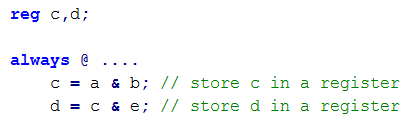 reg c,d;
always @ ....
c = a & b; // store c in a register
d = c & e; // store d in a register